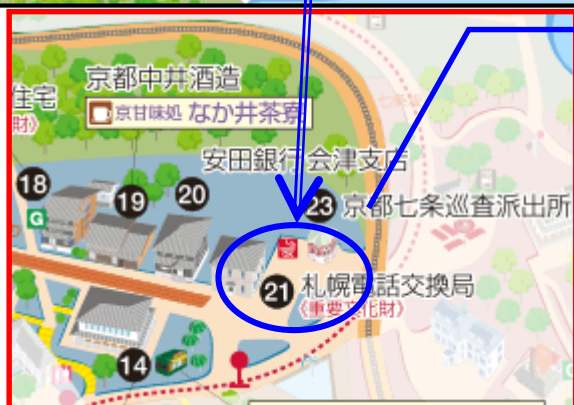 京都中井酒造
住宅
財》
京甘味処 なか井茶寮
安田銀行 会津支店
18
19
20
23 京都七条巡査派出所
G
21 札幌電話交換局
《重要文化財》
14